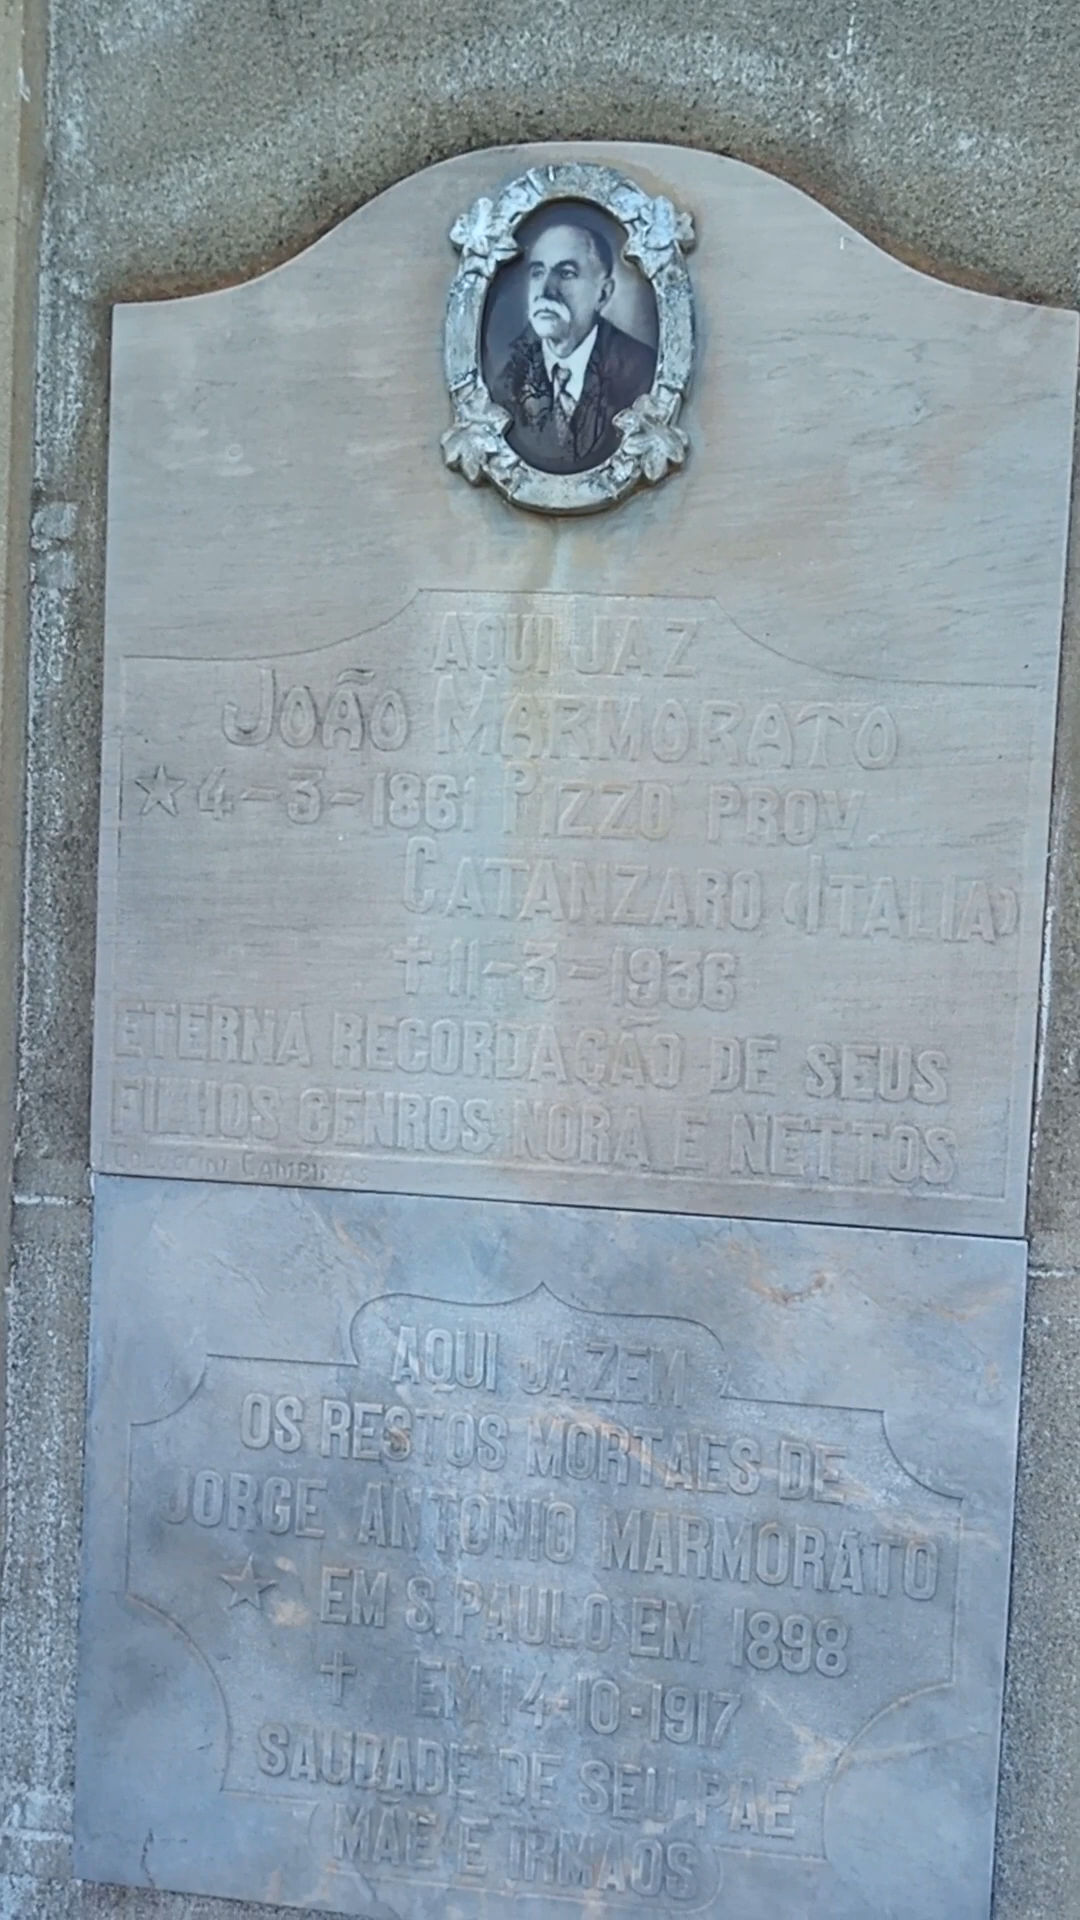 AQUI JAZ
JOÃO MARMORATO
★ 4-3-1861 PIZZO PROV.
CATANZARO (ITALIA)
✝ 11-3-1936
ETERNA RECORDAÇÃO DE SEUS
FILHOS GENROS NORA E NETTOS
CAMPINAS
AQUI JAZEM
OS RESTOS MORTAES DE
JORGE ANTONIO MARMORATO
★ EM S. PAULO EM 1898
✝ EM 14-10-1917
SAUDADE DE SEU PAE
MÃE E IRMÃOS